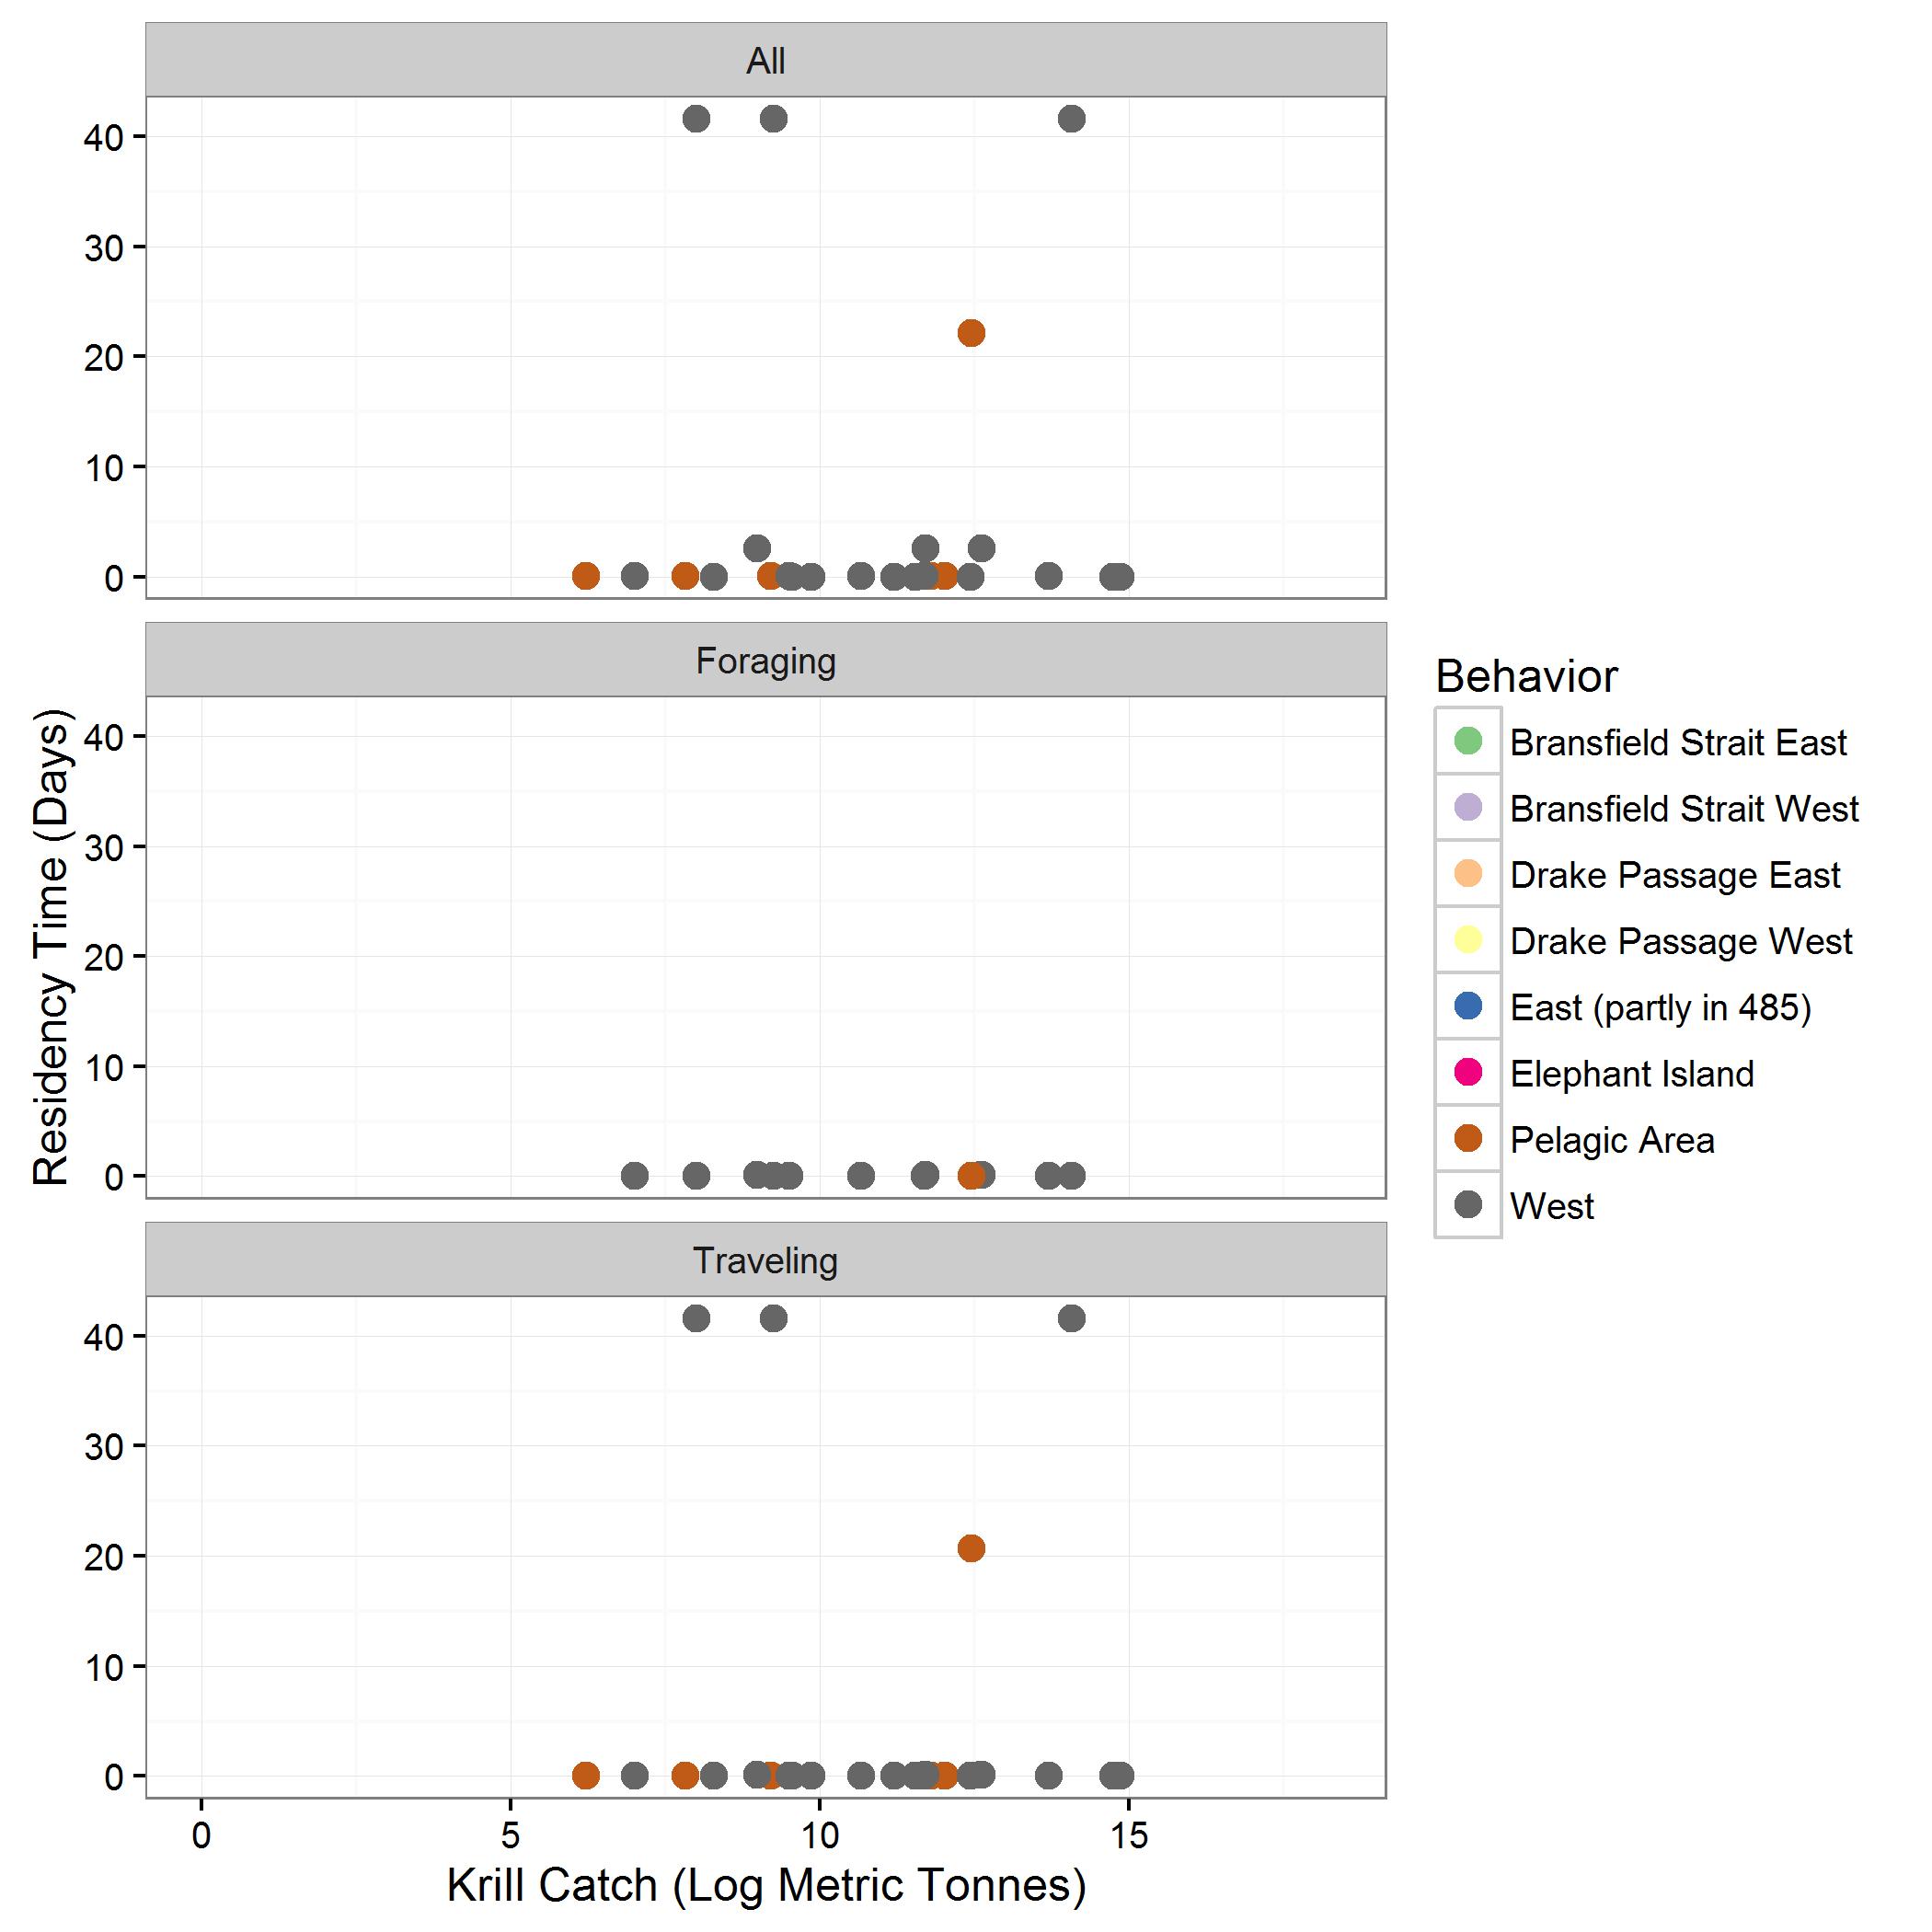 All
40
30
20
10
0
Foraging
40
30
20
10
0
Traveling
40
30
20
10
0
0 5 10 15
Krill Catch (Log Metric Tonnes)
Residency Time (Days)
Behavior
Bransfield Strait East
Bransfield Strait West
Drake Passage East
Drake Passage West
East (partly in 485)
Elephant Island
Pelagic Area
West